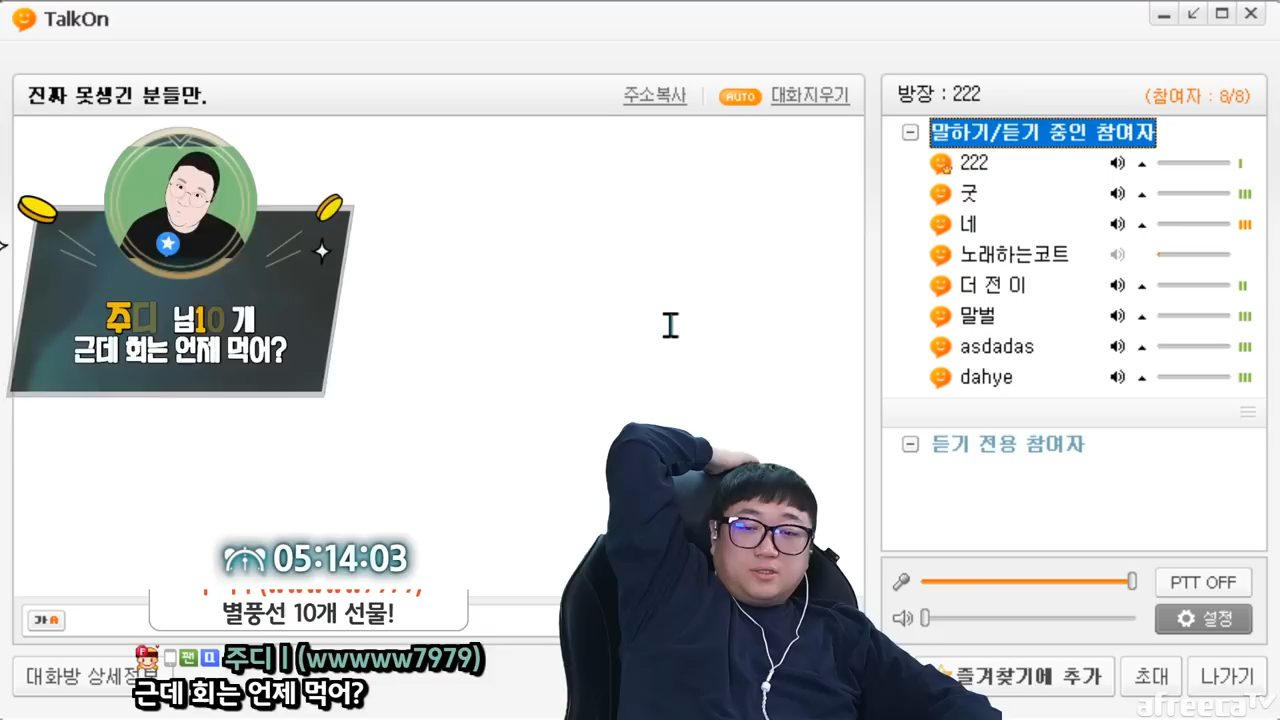 TalkOn
진짜 못생긴 분들만.
주소복사
AUTO
대화지우기
방장 : 222
(참여자 : 8/8)
말하기/듣기 중인 참여자
222
굿
네
노래하는코트
더 전 이
말벌
asdadas
dahye
듣기 전용 참여자
주디 님10 개
근데 회는 언제 먹어?
05:14:03
별풍선 10개 선물!
가A
팬
주디 | (wwwww7979)
근데 회는 언제 먹어?
대화방 상세정보
PTT OFF
설정
즐겨찾기에 추가
초대
나가기
afreecaTV